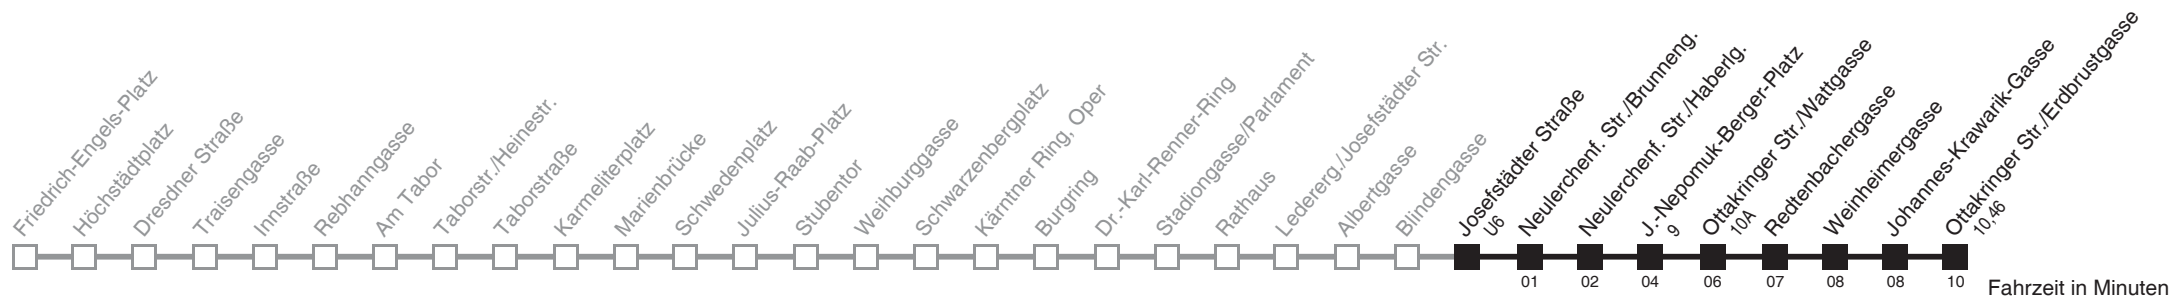 Friedrich-Engels-Platz
Höchstädtplatz
Dresdner Straße
Traisengasse
Innstraße
Rebhanngasse
Am Tabor
Taborstr./Heinestr.
Taborstraße
Karmeliterplatz
Marienbrücke
Schwedenplatz
Julius-Raab-Platz
Stubentor
Weihburggasse
Schwarzenbergplatz
Kärntner Ring, Oper
Burgring
Dr.-Karl-Renner-Ring
Stadiongasse/Parlament
Rathaus
Ledererg./Josefstädter Str.
Albertgasse
Blindengasse
Josefstädter Straße
U6
Neulerchenf. Str./Brunneng.
Neulerchenf. Str./Haberlg.
J.-Nepomuk-Berger-Platz
9
Ottakringer Str./Wattgasse
10A
Redtenbachergasse
Weinheimergasse
Johannes-Krawarik-Gasse
Ottakringer Str./Erdbrustgasse
10,46
01 02 04 06 07 08 08 10
Fahrzeit in Minuten